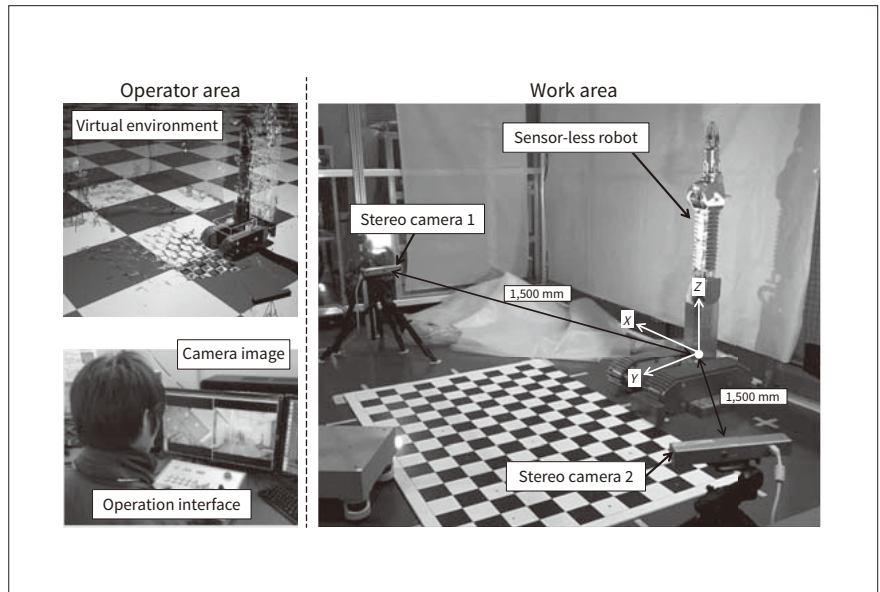 Operator area
Virtual environment
Camera image
Operation interface
Work area
Sensor-less robot
Stereo camera 1
1,500 mm
Z
X
Y
1,500 mm
Stereo camera 2